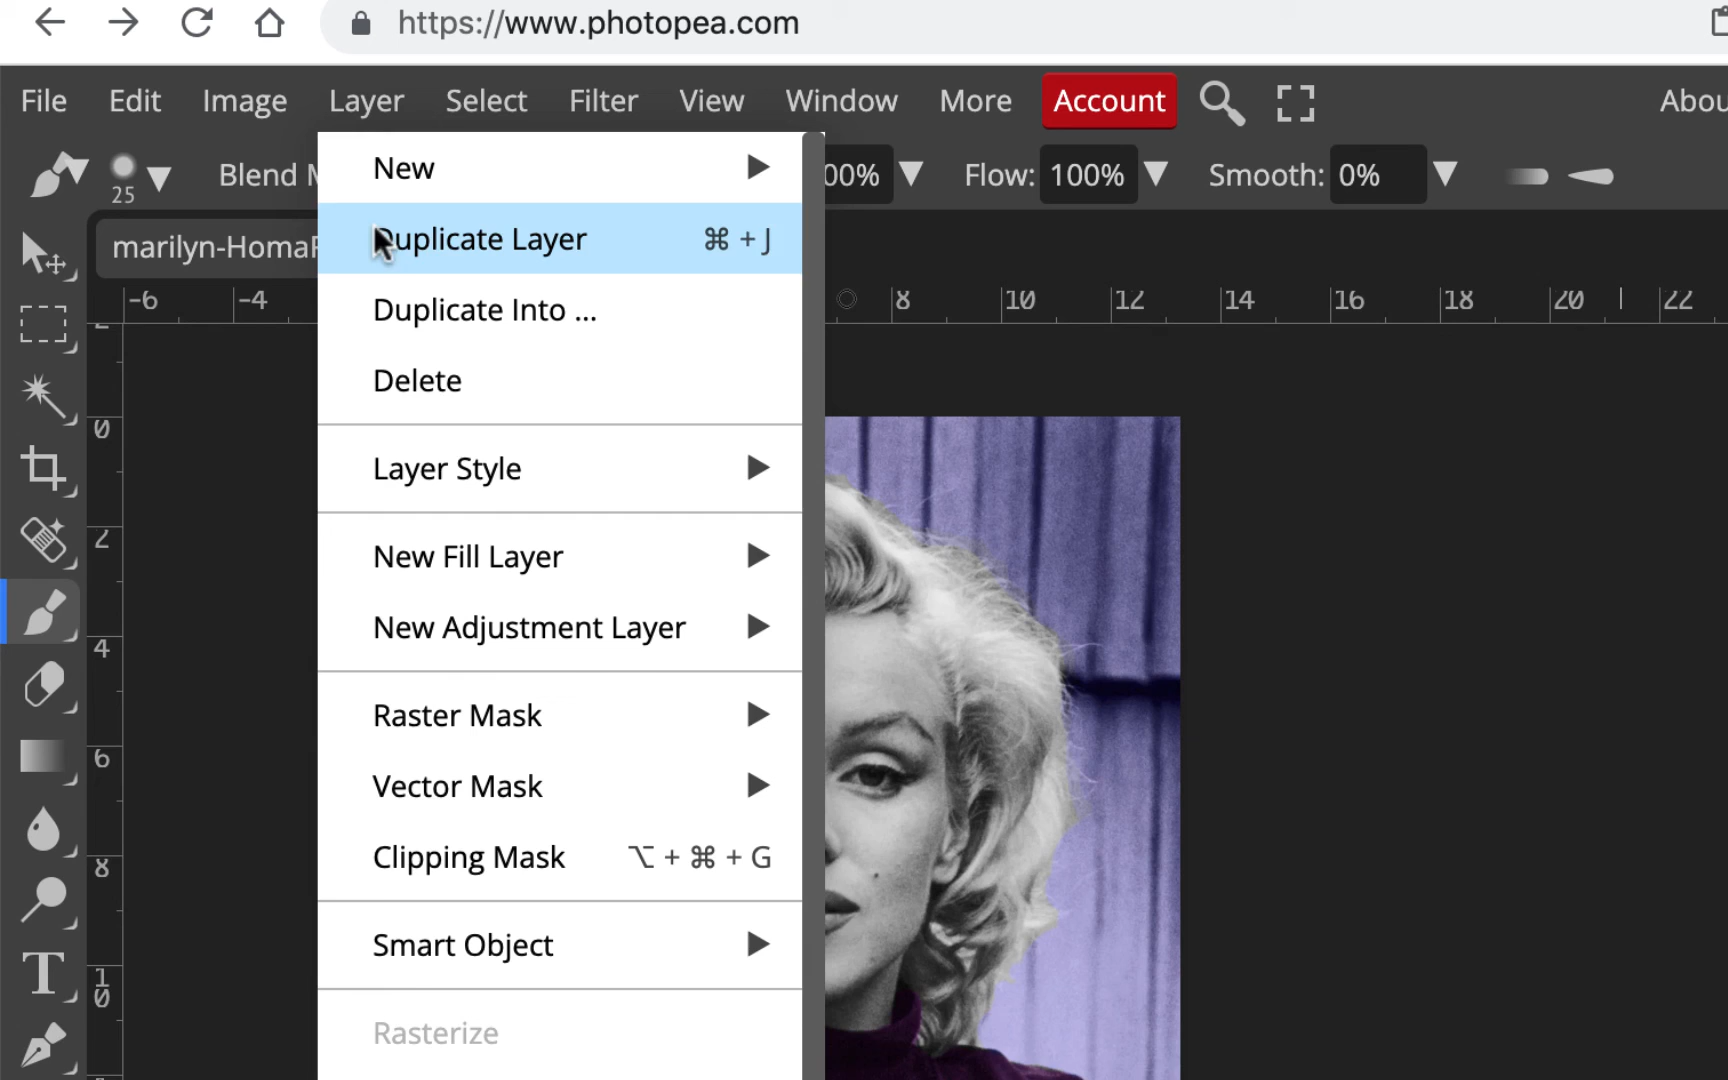 https://www.photopea.com
File Edit Image Layer Select Filter View Window More Account Abou
25 Blend M 00% Flow: 100% Smooth: 0%
marilyn-HomaP
New
Duplicate Layer ⌘ + J
Duplicate Into ...
Delete
Layer Style
New Fill Layer
New Adjustment Layer
Raster Mask
Vector Mask
Clipping Mask ⌥ + ⌘ + G
Smart Object
Rasterize
-6 -4 8 10 12 14 16 18 20 22
0
2
4
6
8
10
T